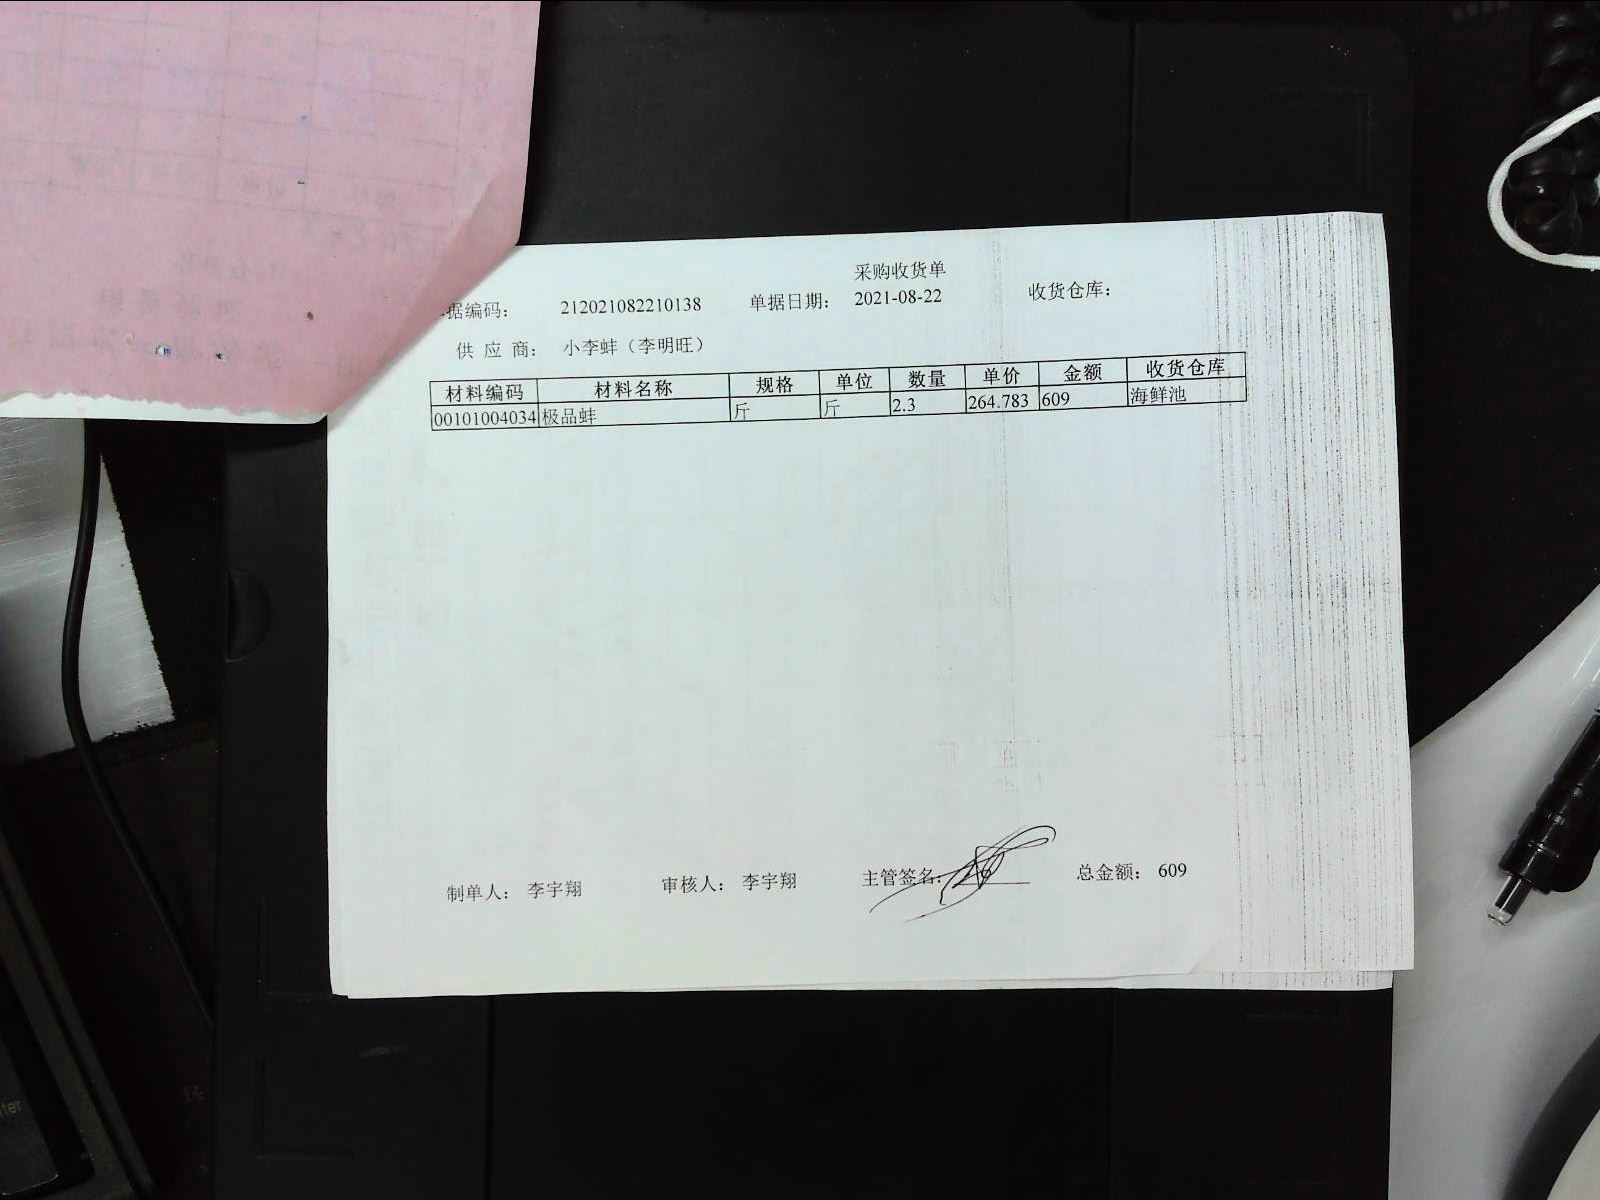 采购收货单
据编码: 212021082210138 单据日期: 2021-08-22 收货仓库:
供 应 商: 小李蚌（李明旺）
材料编码 材料名称 规格 单位 数量 单价 金额 收货仓库
00101004034 极品蚌 斤 斤 2.3 264.783 609 海鲜池
制单人: 李宇翔 审核人: 李宇翔 主管签名: 总金额: 609